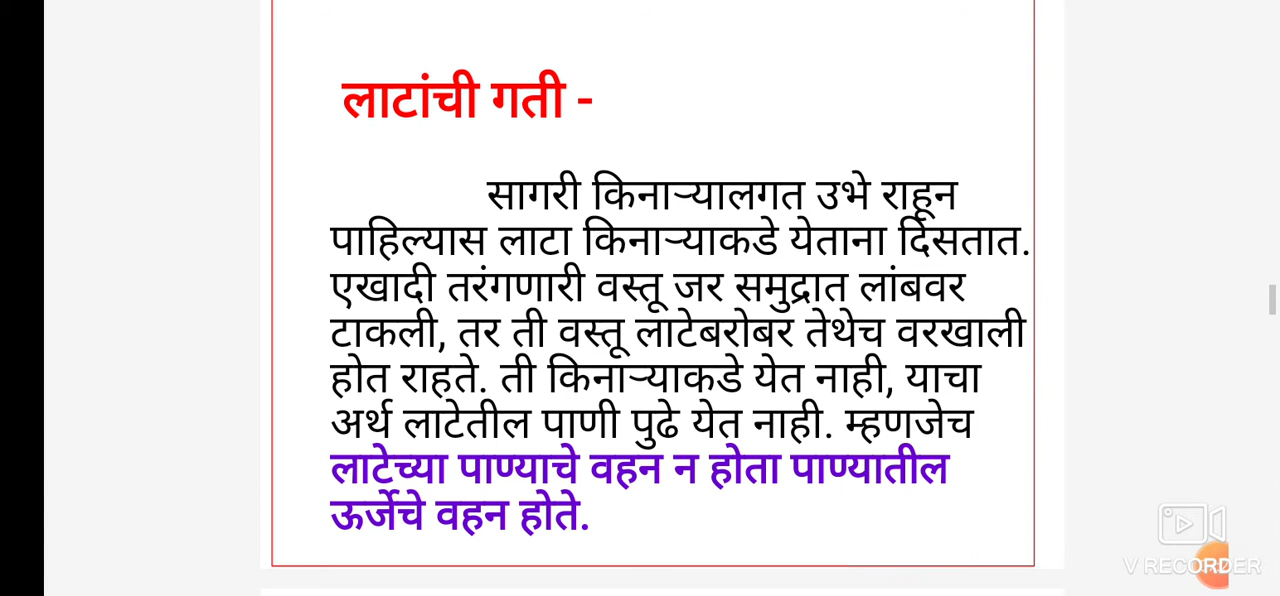 लाटांची गती -
सागरी किनाऱ्यालगत उभे राहून
पाहिल्यास लाटा किनाऱ्याकडे येताना दिसतात.
एखादी तरंगणारी वस्तू जर समुद्रात लांबवर
टाकली, तर ती वस्तू लाटेबरोबर तेथेच वरखाली
होत राहते. ती किनाऱ्याकडे येत नाही, याचा
अर्थ लाटेतील पाणी पुढे येत नाही. म्हणजेच
लाटेच्या पाण्याचे वहन न होता पाण्यातील
ऊर्जेचे वहन होते.
V RECORDER